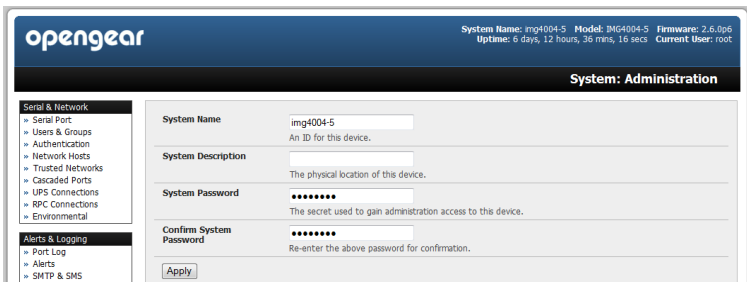 opengear
System Name: img4004-5 Model: IMG4004-5 Firmware: 2.6.0p6
Uptime: 6 days, 12 hours, 36 mins, 16 secs Current User: root
System: Administration
Serial & Network
» Serial Port
» Users & Groups
» Authentication
» Network Hosts
» Trusted Networks
» Cascaded Ports
» UPS Connections
» RPC Connections
» Environmental
Alerts & Logging
» Port Log
» Alerts
» SMTP & SMS
System Name
img4004-5
An ID for this device.
System Description
The physical location of this device.
System Password
••••••••
The secret used to gain administration access to this device.
Confirm System
Password
••••••••
Re-enter the above password for confirmation.
Apply